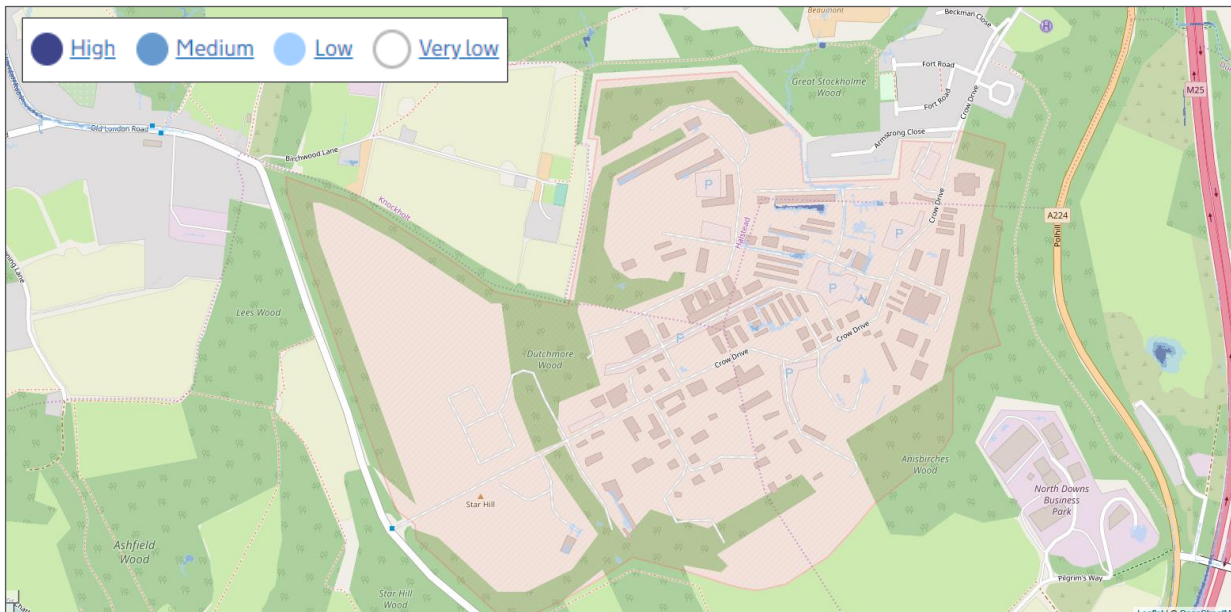 High
Medium
Low
Very low
Beaumont
Beckman Close
H
M25
Fort Road
Great Stockholme
Wood
Fort Road
Crow Drive
Armstrong Close
Old London Road
Birchwood Lane
Knockholt
P
Halstead
Crow Drive
P
A224
Polhill
P
Lees Wood
Dutchmore
Wood
P
Crow Drive
Crow Drive
P
Anisbirches
Wood
Star Hill
North Downs
Business
Park
Ashfield
Wood
Star Hill
Wood
Pilgrim's Way